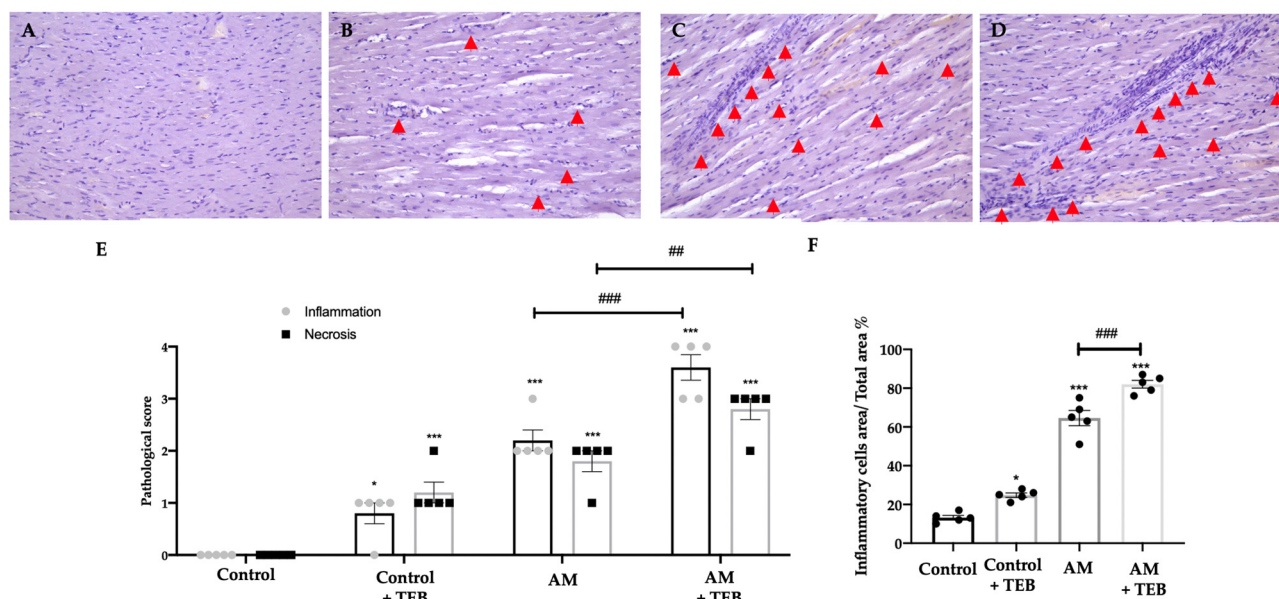 A
B
C
D
E
F
##
###
Inflammation
Necrosis
Pathological score
4
3
2
1
0
*
***
***
***
***
***
Control
Control
+ TEB
AM
AM
+ TEB
Inflammatory cells area/ Total area %
100
80
60
40
20
0
###
*
***
***
Control
Control
+ TEB
AM
AM
+ TEB